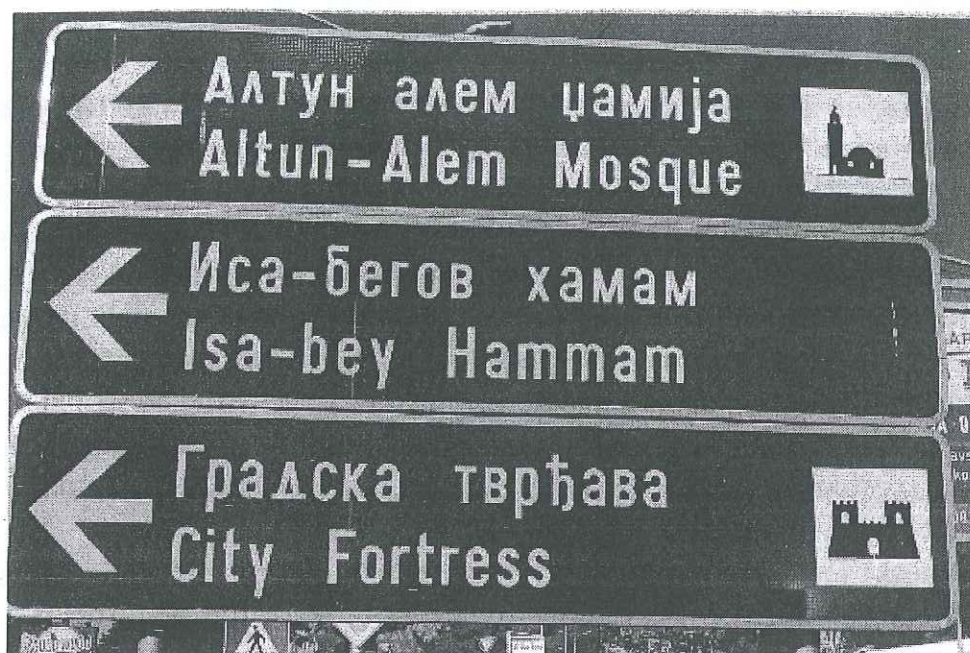 Алтун алем џамија
Altun-Alem Mosque
Иса-бегов хамам
Isa-bey Hammam
Градска тврђава
City Fortress